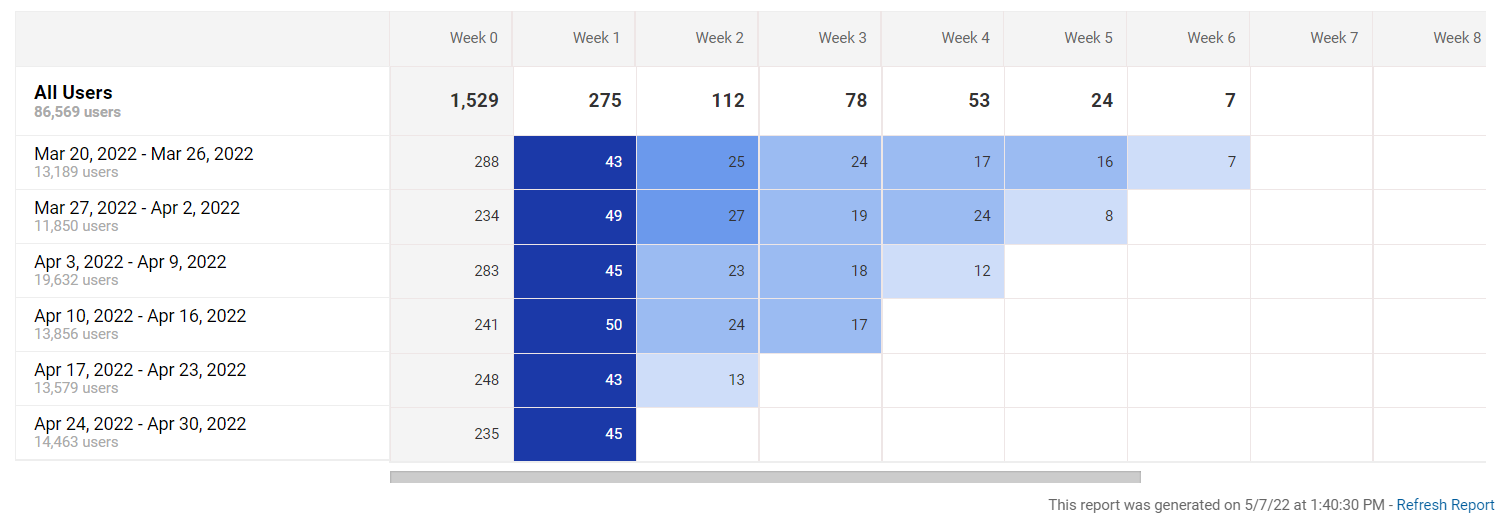 Week 0 Week 1 Week 2 Week 3 Week 4 Week 5 Week 6 Week 7 Week 8
All Users
86,569 users
1,529 275 112 78 53 24 7
Mar 20, 2022 - Mar 26, 2022
13,189 users
288 43 25 24 17 16 7
Mar 27, 2022 - Apr 2, 2022
11,850 users
234 49 27 19 24 8
Apr 3, 2022 - Apr 9, 2022
19,632 users
283 45 23 18 12
Apr 10, 2022 - Apr 16, 2022
13,856 users
241 50 24 17
Apr 17, 2022 - Apr 23, 2022
13,579 users
248 43 13
Apr 24, 2022 - Apr 30, 2022
14,463 users
235 45
This report was generated on 5/7/22 at 1:40:30 PM - Refresh Report